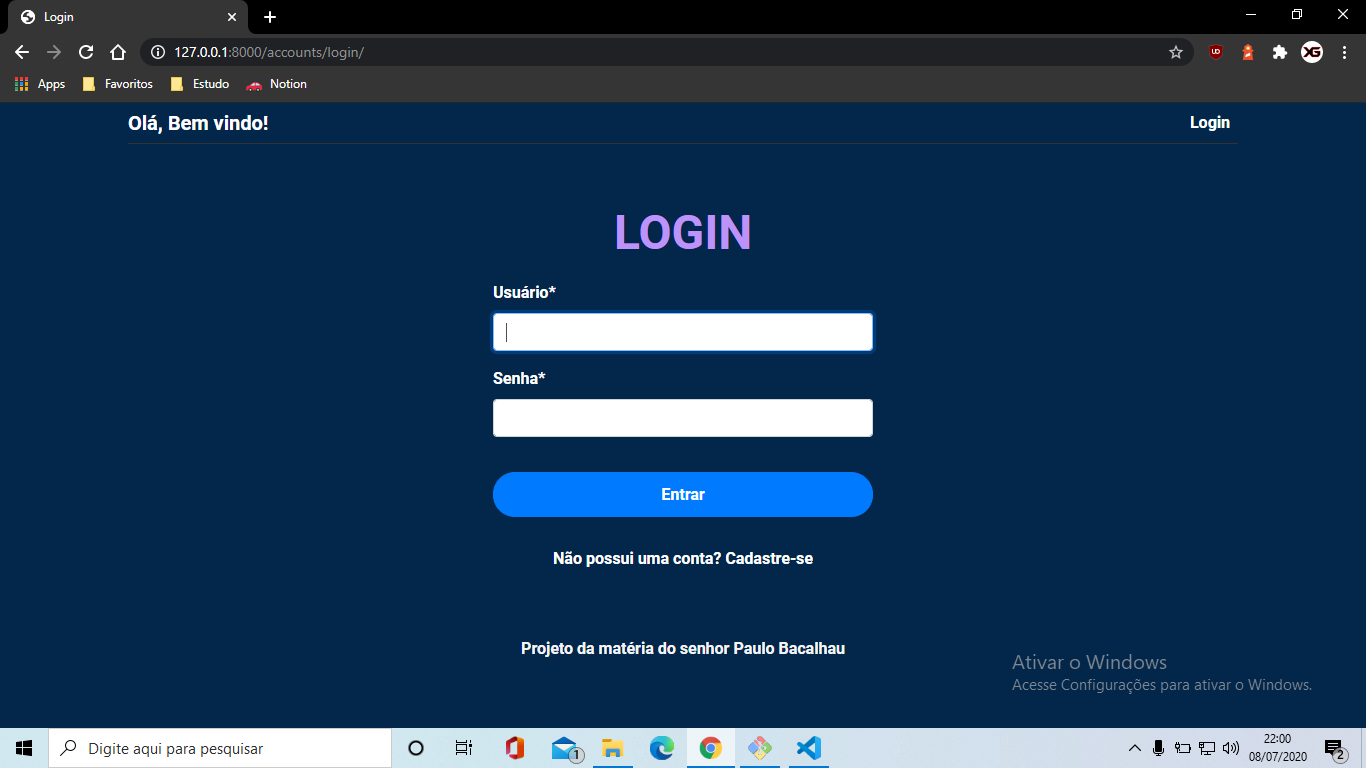 Login
127.0.0.1:8000/accounts/login/
UD
XG
Apps Favoritos Estudo Notion
Olá, Bem vindo! Login
LOGIN
Usuário*
Senha*
Entrar
Não possui uma conta? Cadastre-se
Projeto da matéria do senhor Paulo Bacalhau
Ativar o Windows
Acesse Configurações para ativar o Windows.
Digite aqui para pesquisar
1
22:00
08/07/2020
2